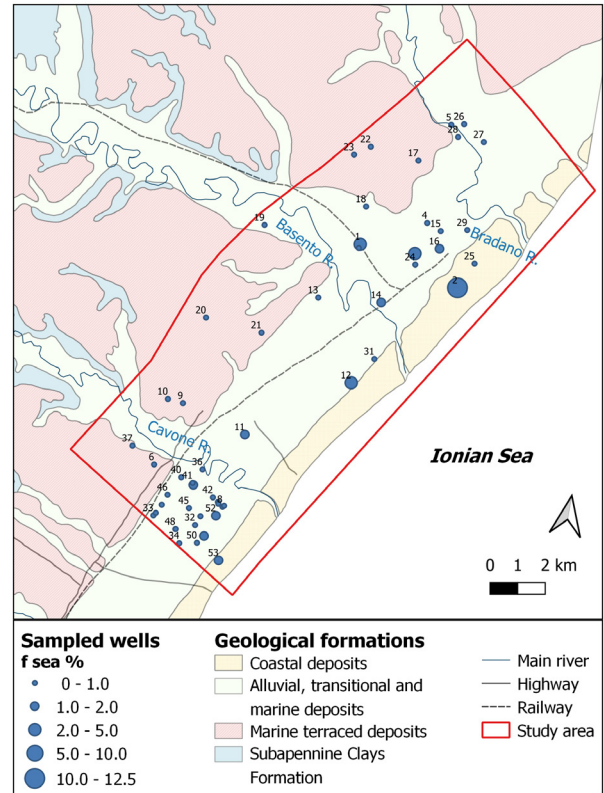 5 26
28
27
22
23
17
18
19
4
15
29
Bradano R.
1
16
Basento R.
24
25
2
13
14
20
21
31
12
10
9
11
Cavone R.
37
6
36
40
41
46
42
8
45
33
32
52
48
34
50
53
Ionian Sea
0 1 2 km
Sampled wells
f sea %
0 - 1.0
1.0 - 2.0
2.0 - 5.0
5.0 - 10.0
10.0 - 12.5
Geological formations
Coastal deposits
Alluvial, transitional and
marine deposits
Marine terraced deposits
Subapennine Clays
Formation
Main river
Highway
Railway
Study area